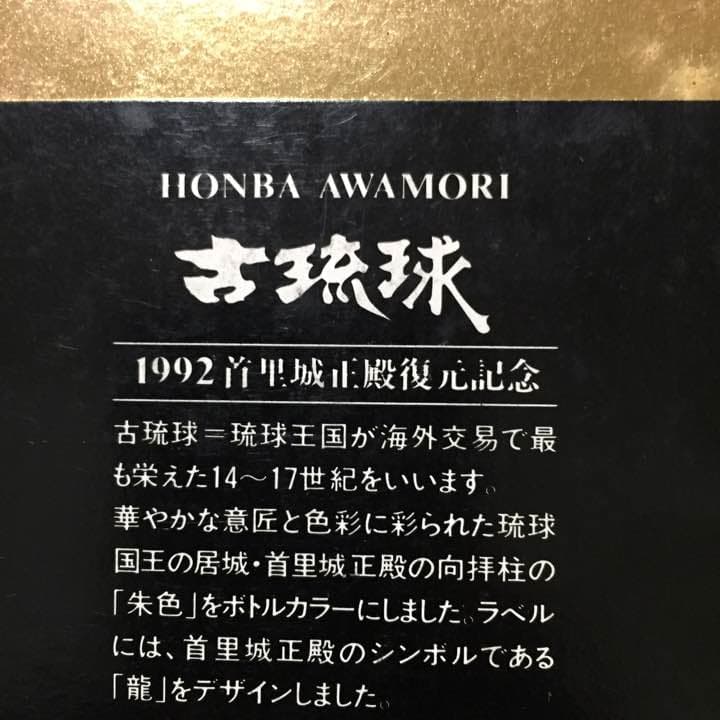 HONBA AWAMORI
古琉球
1992首里城正殿復元記念
古琉球＝琉球王国が海外交易で最
も栄えた14～17世紀をいいます。
華やかな意匠と色彩に彩られた琉球
国王の居城・首里城正殿の向拝柱の
「朱色」をボトルカラーにしました。ラベル
には、首里城正殿のシンボルである
「龍」をデザインしました。